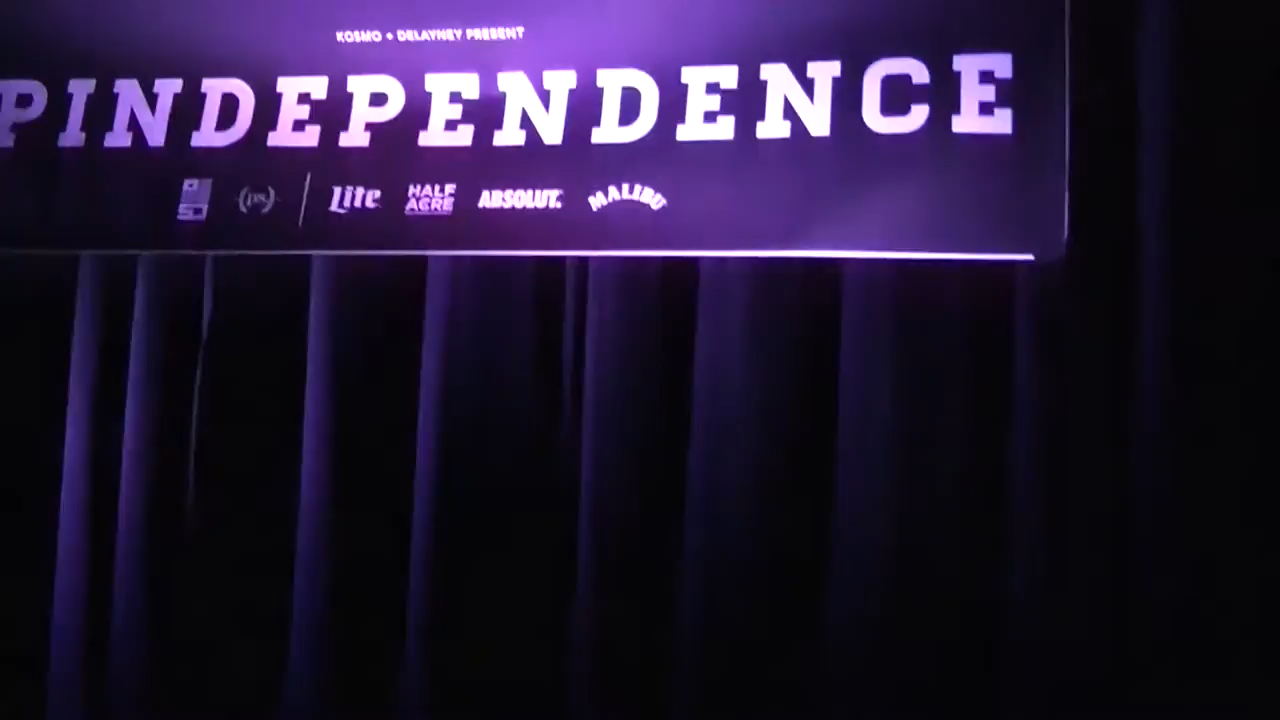 KOSMO + DELAYNEY PRESENT
PINDEPENDENCE
Lite HALF ACRE ABSOLUT. MALIBU